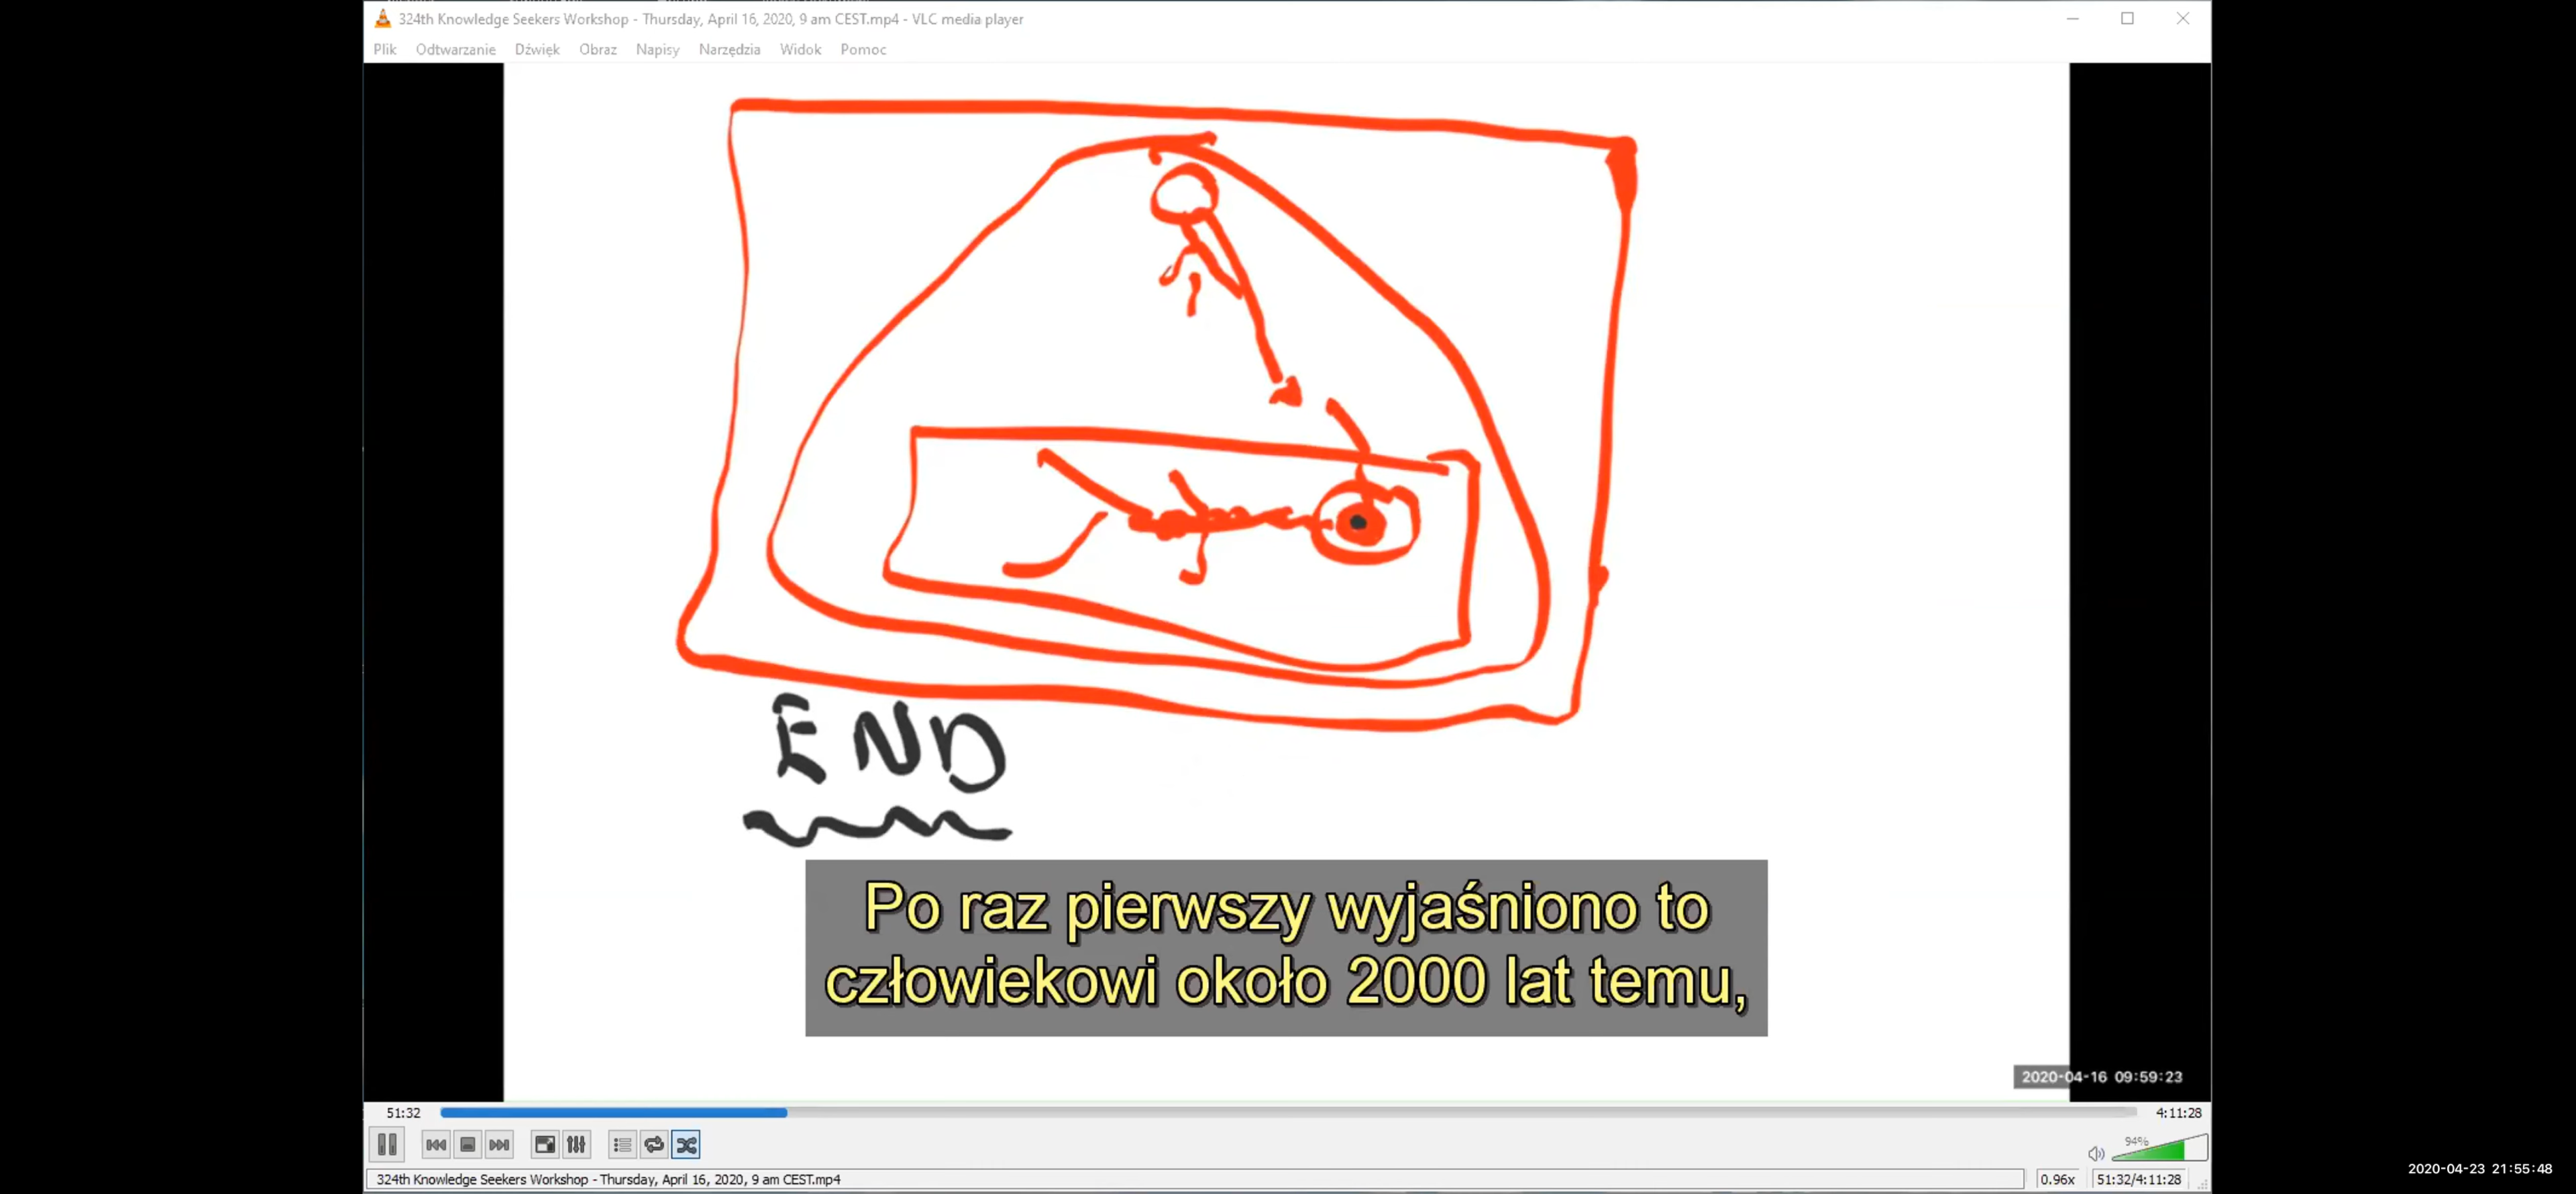 324th Knowledge Seekers Workshop - Thursday, April 16, 2020, 9 am CEST.mp4 - VLC media player
Plik Odtwarzanie Dźwięk Obraz Napisy Narzędzia Widok Pomoc
END
Po raz pierwszy wyjaśniono to
człowiekowi około 2000 lat temu,
2020-04-16 09:59:23
51:32 4:11:28
94%
324th Knowledge Seekers Workshop - Thursday, April 16, 2020, 9 am CEST.mp4 0.96x 51:32/4:11:28
2020-04-23 21:55:48